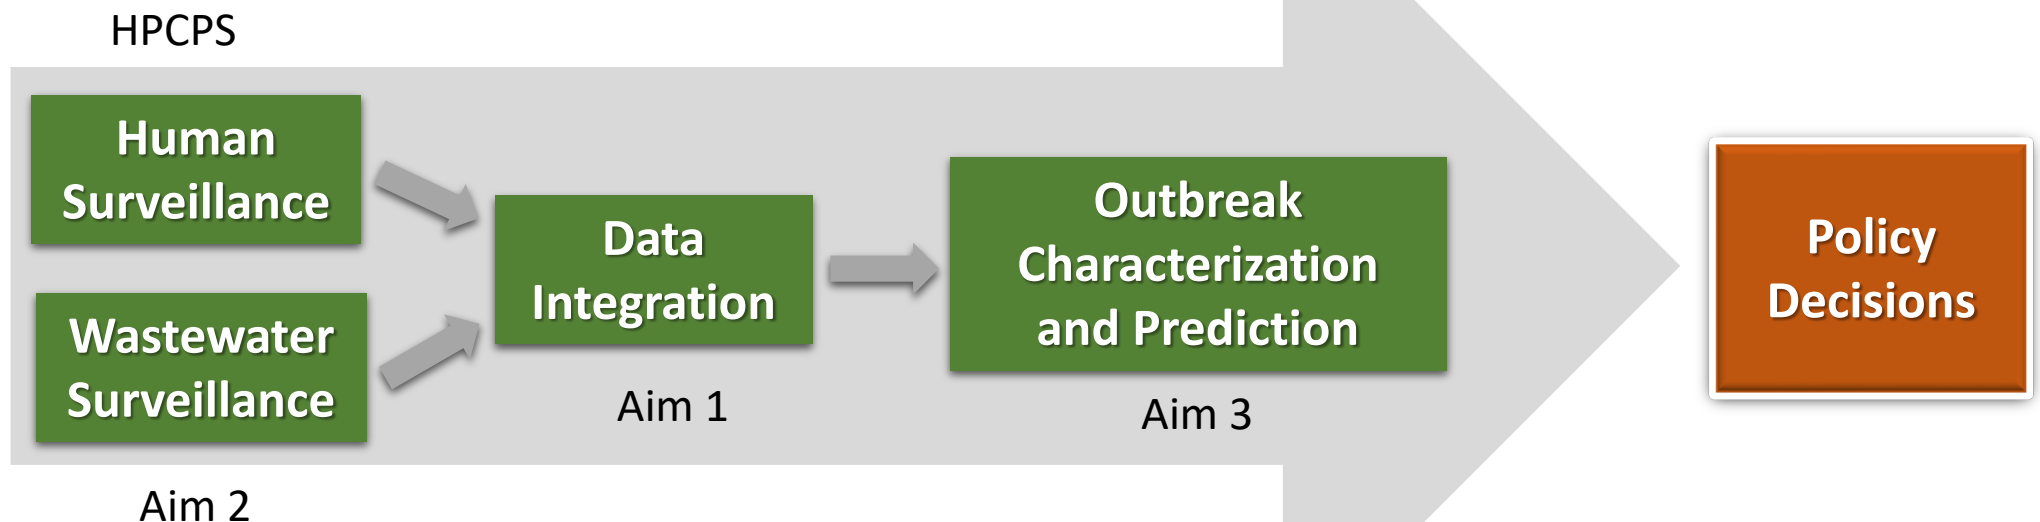 HPCPS
Human
Surveillance
Wastewater
Surveillance
Aim 2
Data
Integration
Aim 1
Outbreak
Characterization
and Prediction
Aim 3
Policy
Decisions